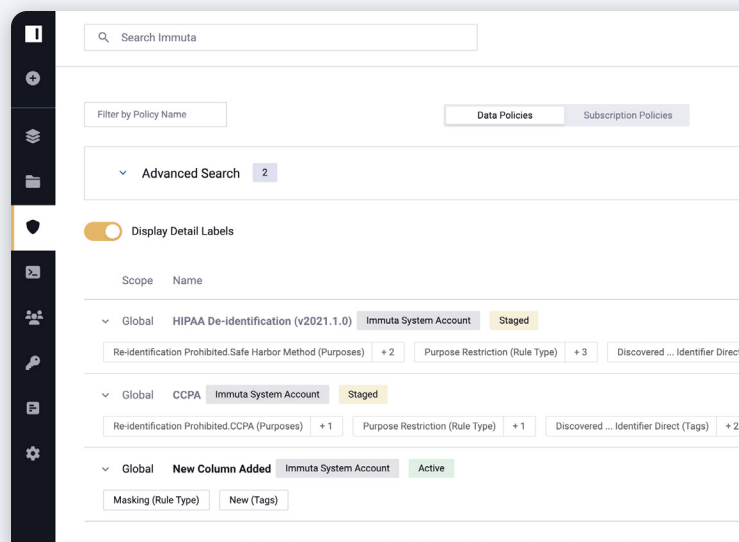 Search Immuta
Filter by Policy Name
Data Policies
Subscription Policies
Advanced Search 2
Display Detail Labels
Scope Name
Global HIPAA De-identification (v2021.1.0) Immuta System Account Staged
Re-identification Prohibited.Safe Harbor Method (Purposes) + 2 Purpose Restriction (Rule Type) + 3 Discovered ... Identifier Direct
Global CCPA Immuta System Account Staged
Re-identification Prohibited.CCPA (Purposes) + 1 Purpose Restriction (Rule Type) + 1 Discovered ... Identifier Direct (Tags) + 2
Global New Column Added Immuta System Account Active
Masking (Rule Type) New (Tags)